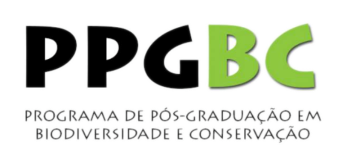 PPGBC
PROGRAMA DE PÓS-GRADUAÇÃO EM
BIODIVERSIDADE E CONSERVAÇÃO